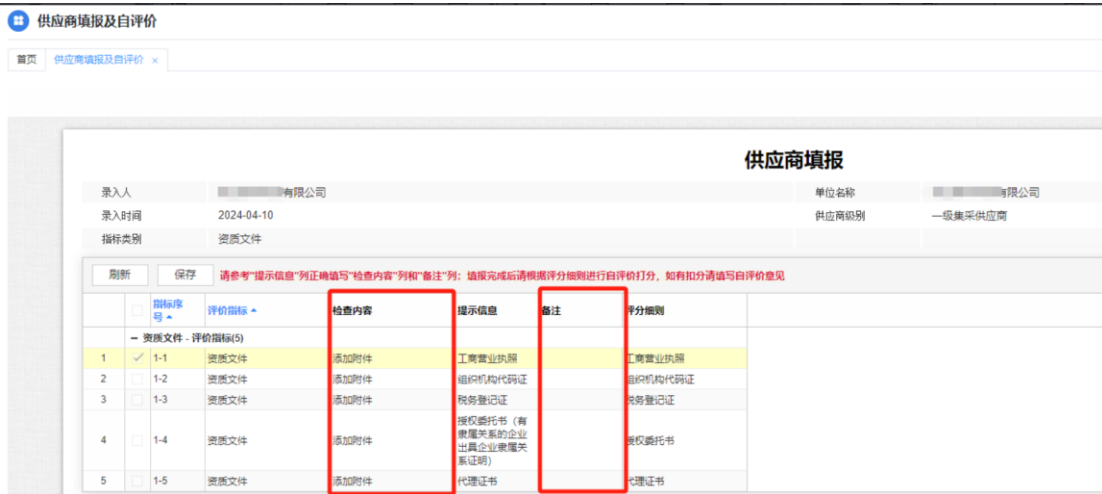 供应商填报及自评价
首页 供应商填报及自评价 ×
供应商填报
录入人 有限公司 单位名称 有限公司
录入时间 2024-04-10 供应商级别 一级集采供应商
指标类别 资质文件
刷新 保存 请参考"提示信息"列正确填写"检查内容"列和"备注"列；填报完成后请根据评分细则进行自评价打分，如有扣分请填写自评价意见
指标序
号 评价指标 检查内容 提示信息 备注 评分细则
资质文件 - 评价指标(5)
1 1-1 资质文件 添加附件 工商营业执照 工商营业执照
2 1-2 资质文件 添加附件 组织机构代码证 组织机构代码证
3 1-3 资质文件 添加附件 税务登记证 税务登记证
授权委托书（有
隶属关系的企业
4 1-4 资质文件 添加附件 出具企业隶属关 授权委托书
系证明）
5 1-5 资质文件 添加附件 代理证书 代理证书